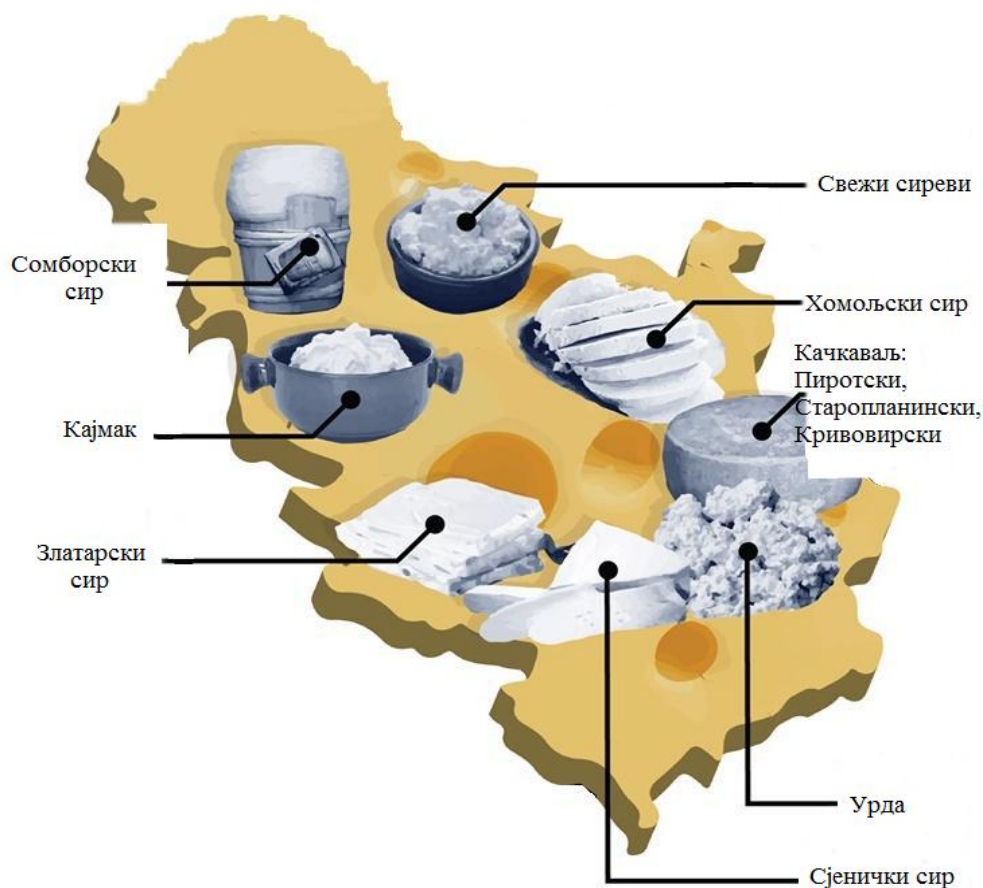 Свежи сиреви
Сомборски
сир
Хомољски сир
Качкаваљ:
Пиротски,
Старопланински,
Кривовирски
Кајмак
Златарски
сир
Урда
Сјенички сир